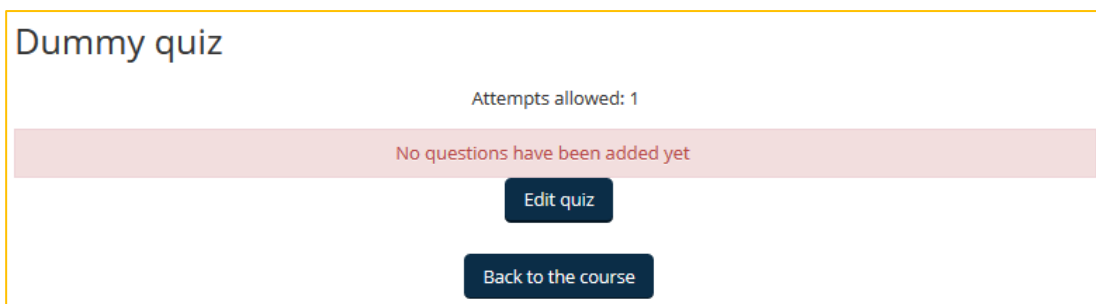 Dummy quiz
Attempts allowed: 1
No questions have been added yet
Edit quiz
Back to the course